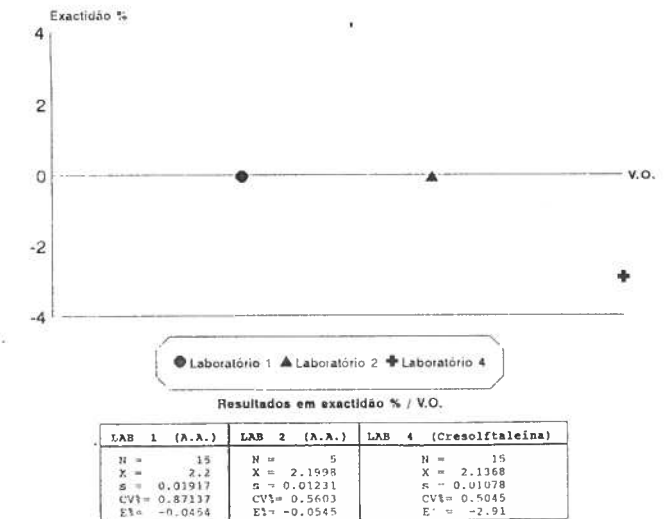 Exactidão %
4
2
0
V.O.
-2
-4
Laboratório 1 Laboratório 2 Laboratório 4
Resultados em exactidão % / V.O.
LAB 1 (A.A.) LAB 2 (A.A.) LAB 4 (Cresolftaleina)
N = 15 N = 5 N = 15
X = 2.2 X = 2.1998 X = 2.1368
s = 0.01917 s = 0.01231 s = 0.01078
CV%= 0.87137 CV%= 0.5603 CV%= 0.5045
E%= -0.0454 E%= -0.0545 = -2.91